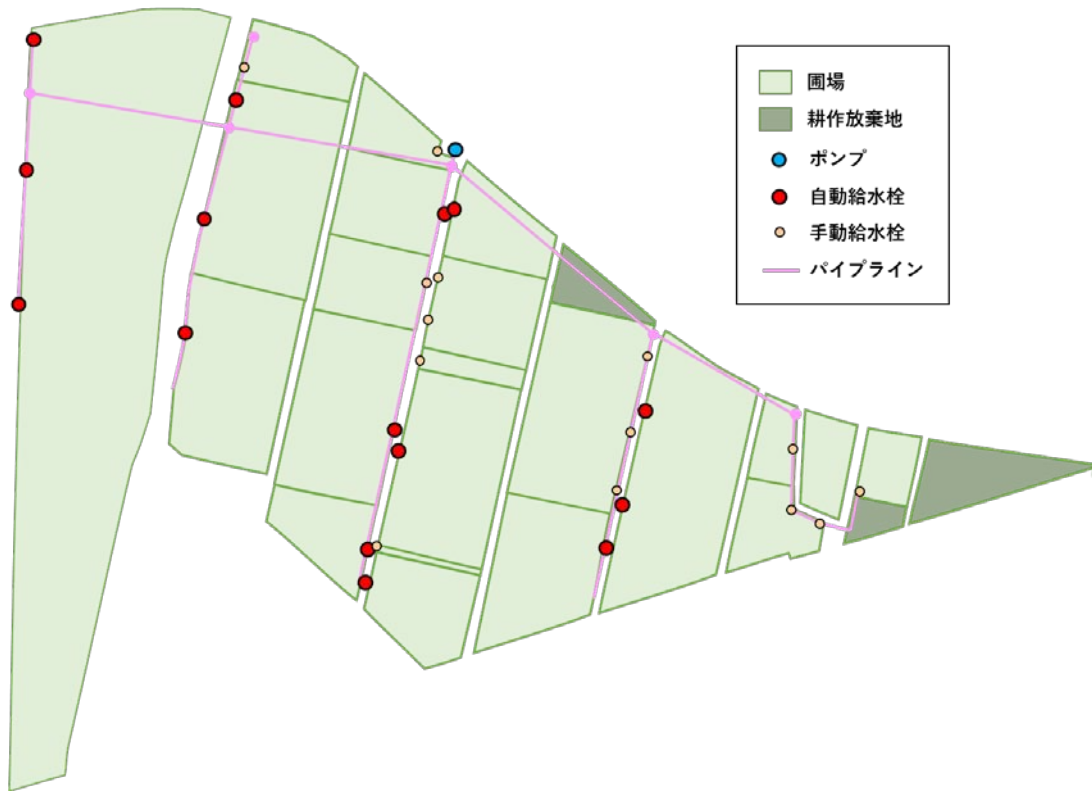 圃場
耕作放棄地
ポンプ
自動給水栓
手動給水栓
パイプライン